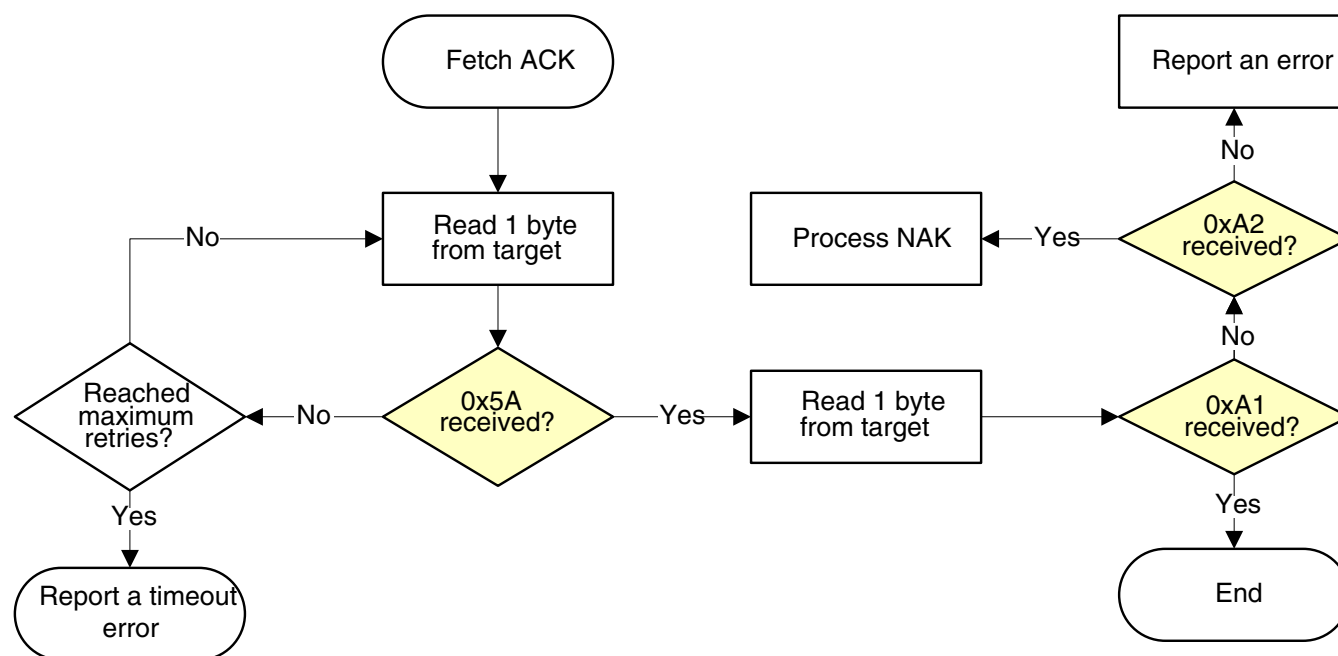 Fetch ACK
Report an error
No
Read 1 byte
from target
Process NAK
Yes
0xA2
received?
No
No
Reached
maximum
retries?
No
0x5A
received?
Yes
Read 1 byte
from target
0xA1
received?
Yes
Yes
Report a timeout
error
End